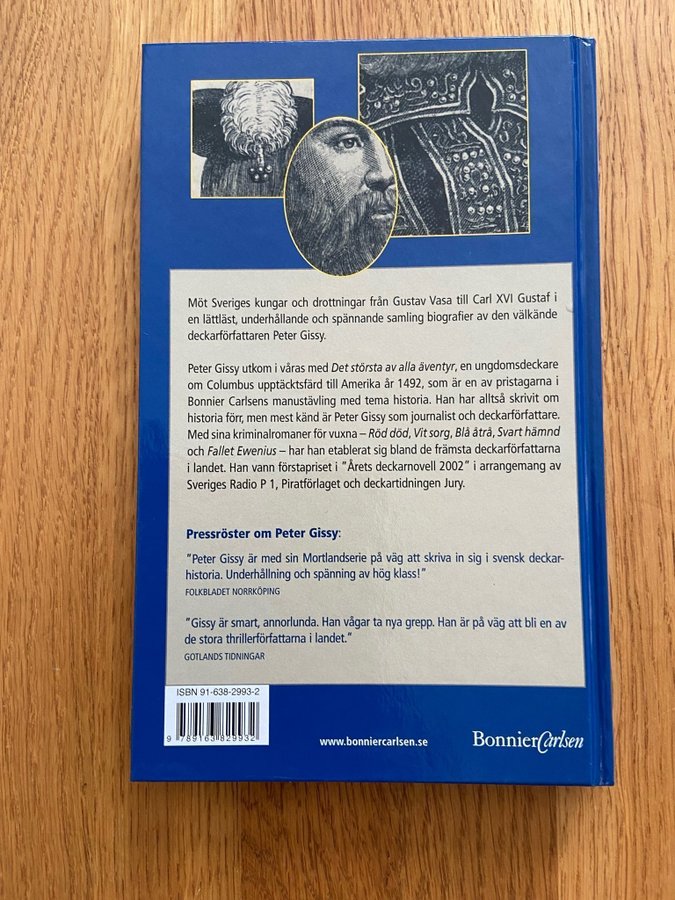 Möt Sveriges kungar och drottningar från Gustav Vasa till Carl XVI Gustaf i
en lättläst, underhållande och spännande samling biografier av den välkände
deckarförfattaren Peter Gissy.
Peter Gissy utkom i våras med Det största av alla äventyr, en ungdomsdeckare
om Columbus upptäcktsfärd till Amerika år 1492, som är en av pristagarna i
Bonnier Carlsens manustävling med tema historia. Han har alltså skrivit om
historia förr, men mest känd är Peter Gissy som journalist och deckarförfattare.
Med sina kriminalromaner för vuxna – Röd död, Vit sorg, Blå åtrå, Svart hämnd
och Fallet Ewenius – har han etablerat sig bland de främsta deckarförfattarna
i landet. Han vann förstapriset i ”Årets deckarnovell 2002” i arrangemang av
Sveriges Radio P 1, Piratförlaget och deckartidningen Jury.
Pressröster om Peter Gissy:
”Peter Gissy är med sin Mortlandserie på väg att skriva in sig i svensk deckar-
historia. Underhållning och spänning av hög klass!”
FOLKBLADET NORRKÖPING
”Gissy är smart, annorlunda. Han vågar ta nya grepp. Han är på väg att bli en av
de stora thrillerförfattarna i landet.”
GOTLANDS TIDNINGAR
ISBN 91-638-2993-2
9 789163 829932
www.bonniercarlsen.se
BonnierCarlsen